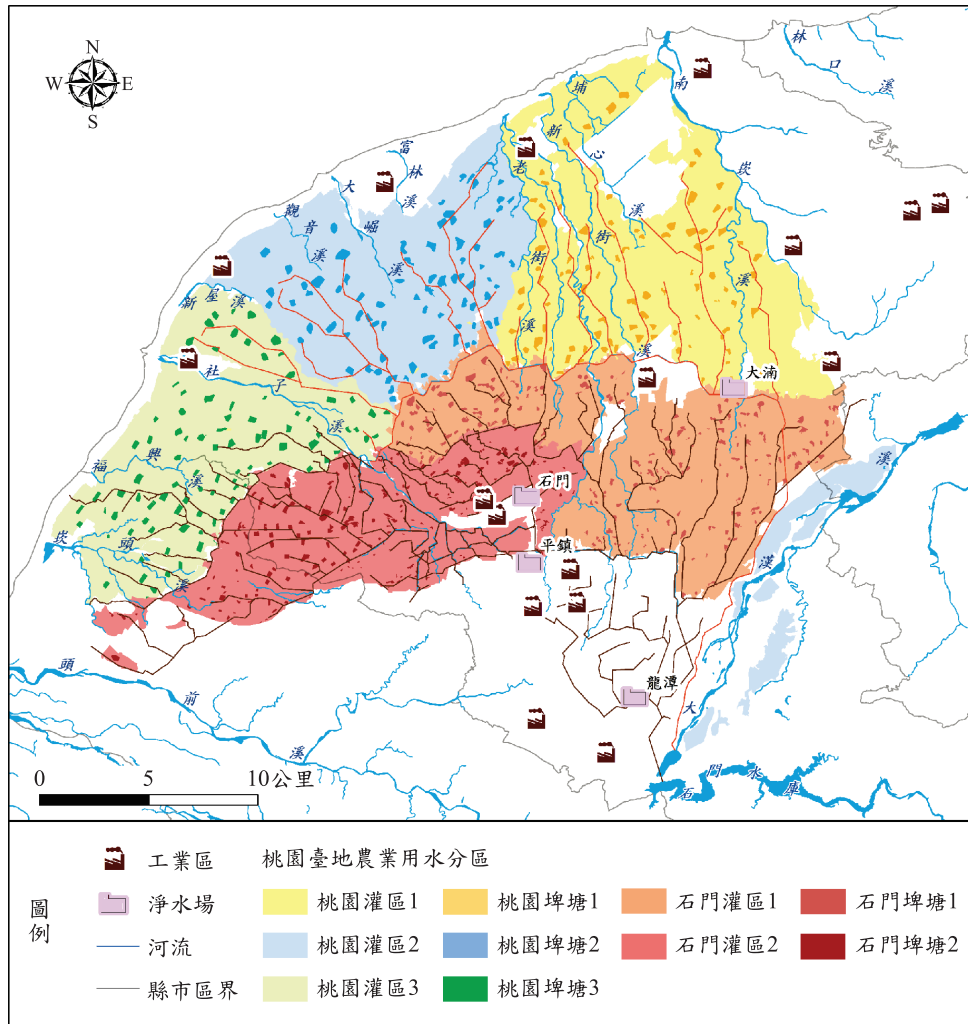 N
W E
S
林口溪
南崁溪
埔心溪
新街溪
老街溪
富林溪
大崛溪
觀音溪
新屋溪
社子溪
福興溪
崁頭溪
大湳
石門
平鎮
龍潭
大漢溪
頭前溪
石門水庫
0 5 10公里
圖例
工業區
淨水場
河流
縣市區界
桃園臺地農業用水分區
桃園灌區1
桃園埤塘1
石門灌區1
石門埤塘1
桃園灌區2
桃園埤塘2
石門灌區2
石門埤塘2
桃園灌區3
桃園埤塘3